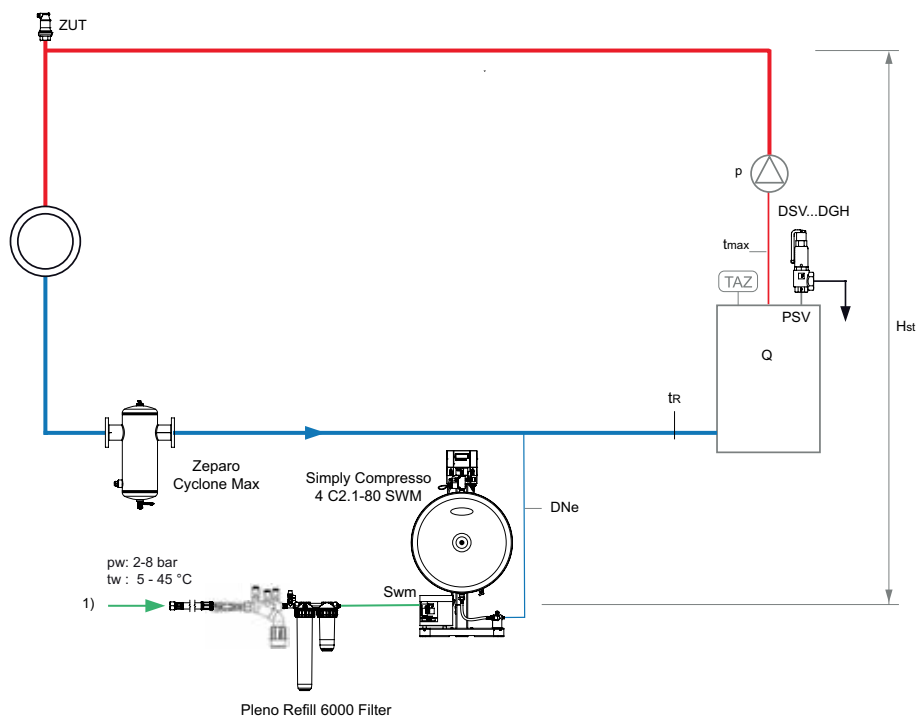 ZUT
p
DSV...DGH
tmax
TAZ
PSV
Hst
Q
tR
Zeparo
Cyclone Max
Simply Compresso
4 C2.1-80 SWM
DNe
pw: 2-8 bar
tw : 5 - 45 °C
1)
Swm
Pleno Refill 6000 Filter